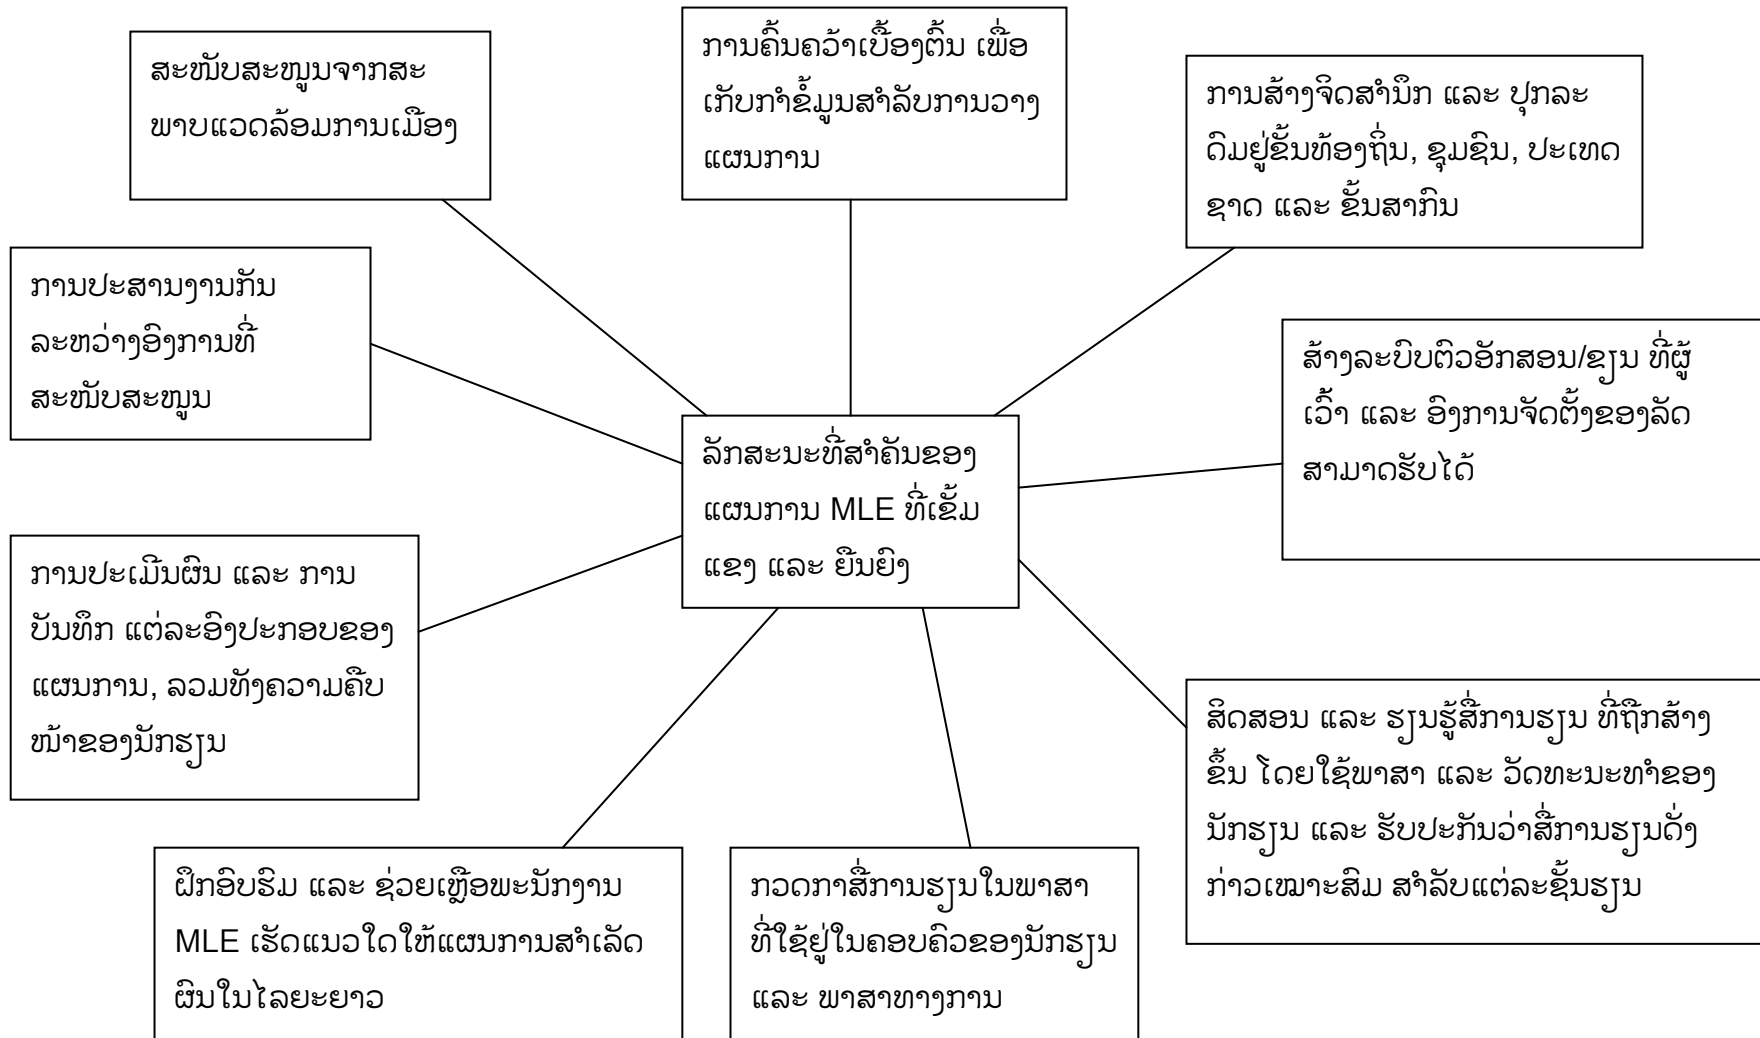 ສະໜັບສະໜູນຈາກສະ
ພາບແວດລ້ອມການເມືອງ
ການຄົ້ນຄວ້າເບື້ອງຕົ້ນ ເພື່ອ
ເກັບກຳຂໍ້ມູນສຳລັບການວາງ
ແຜນການ
ການສ້າງຈິດສຳນຶກ ແລະ ປຸກລະ
ດົມຢູ່ຂັ້ນທ້ອງຖິ່ນ, ຊຸມຊົນ, ປະເທດ
ຊາດ ແລະ ຂັ້ນສາກົນ
ການປະສານງານກັນ
ລະຫວ່າງອົງການທີ່
ສະໜັບສະໜູນ
ສ້າງລະບົບຕົວອັກສອນ/ຂຽນ ທີ່ຜູ້
ເວົ້າ ແລະ ອົງການຈັດຕັ້ງຂອງລັດ
ສາມາດຮັບໄດ້
ລັກສະນະທີ່ສຳຄັນຂອງ
ແຜນການ MLE ທີ່ເຂັ້ມ
ແຂງ ແລະ ຍືນຍົງ
ການປະເມີນຜົນ ແລະ ການ
ບັນທຶກ ແຕ່ລະອົງປະກອບຂອງ
ແຜນການ, ລວມທັງຄວາມຄືບ
ໜ້າຂອງນັກຮຽນ
ສິດສອນ ແລະ ຮຽນຮູ້ສື່ການຮຽນ ທີ່ຖືກສ້າງ
ຂຶ້ນ ໂດຍໃຊ້ພາສາ ແລະ ວັດທະນະທຳຂອງ
ນັກຮຽນ ແລະ ຮັບປະກັນວ່າສື່ການຮຽນດັ່ງ
ກ່າວເໝາະສົມ ສຳລັບແຕ່ລະຊັ້ນຮຽນ
ຝຶກອົບຮົມ ແລະ ຊ່ວຍເຫຼືອພະນັກງານ
MLE ເຮັດແນວໃດໃຫ້ແຜນການສຳເລັດ
ຜົນໃນໄລຍະຍາວ
ກວດກາສື່ການຮຽນໃນພາສາ
ທີ່ໃຊ້ຢູ່ໃນຄອບຄົວຂອງນັກຮຽນ
ແລະ ພາສາທາງການ